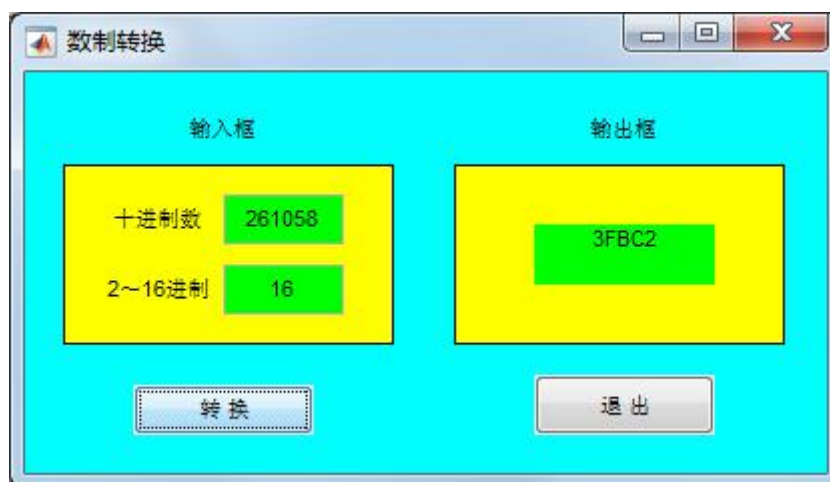 数制转换
输入框
输出框
十进制数 261058
3FBC2
2～16进制 16
转 换
退 出